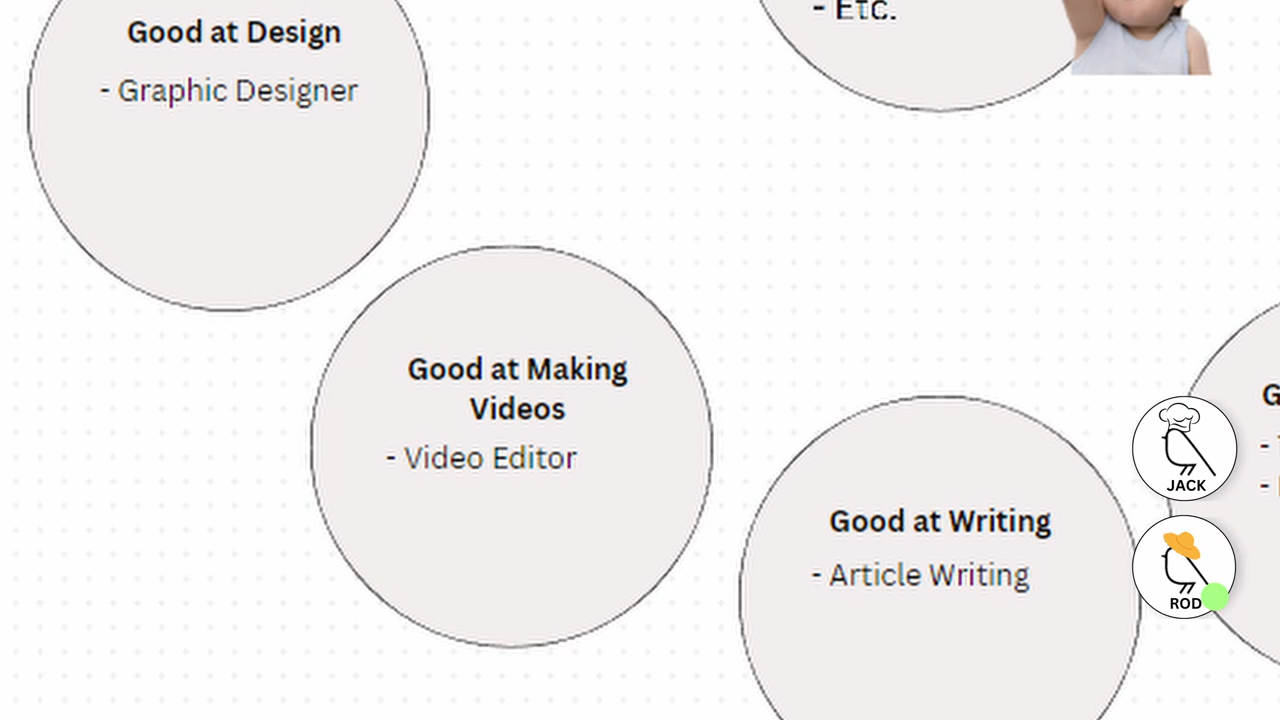 - Etc.
Good at Design
- Graphic Designer
Good at Making
Videos
- Video Editor
Good at Writing
- Article Writing
G
-
-
JACK
ROD